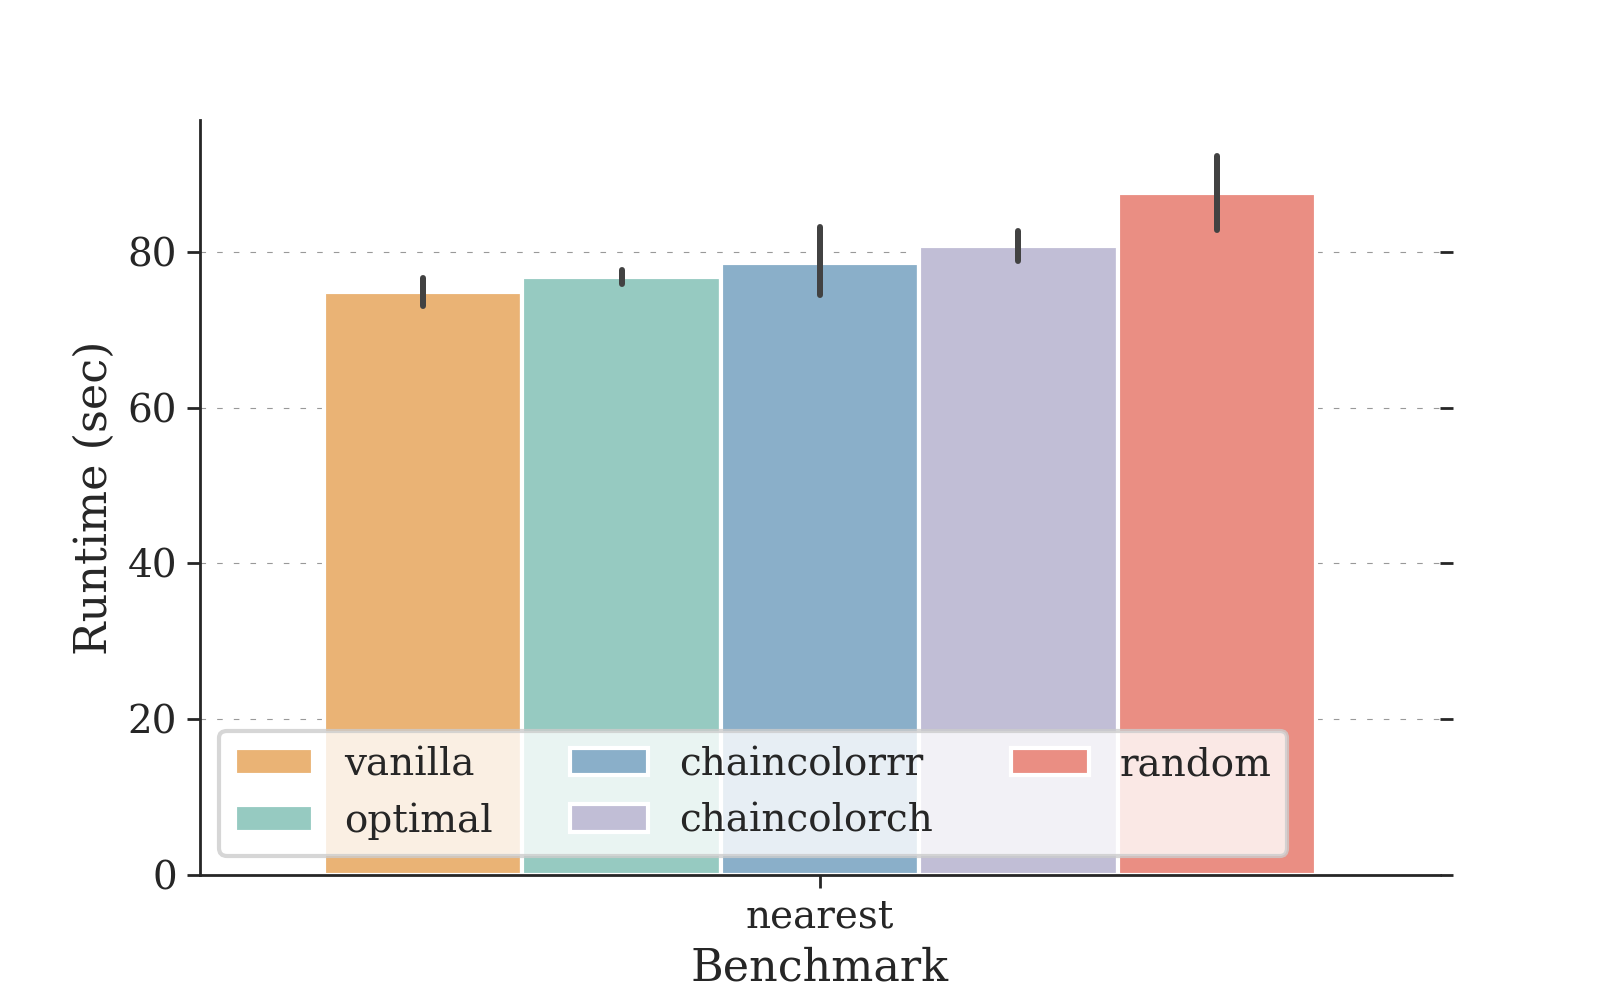 80
60
40
20
0
Runtime (sec)
vanilla
optimal
chaincolorrr
chaincolorch
random
nearest
Benchmark